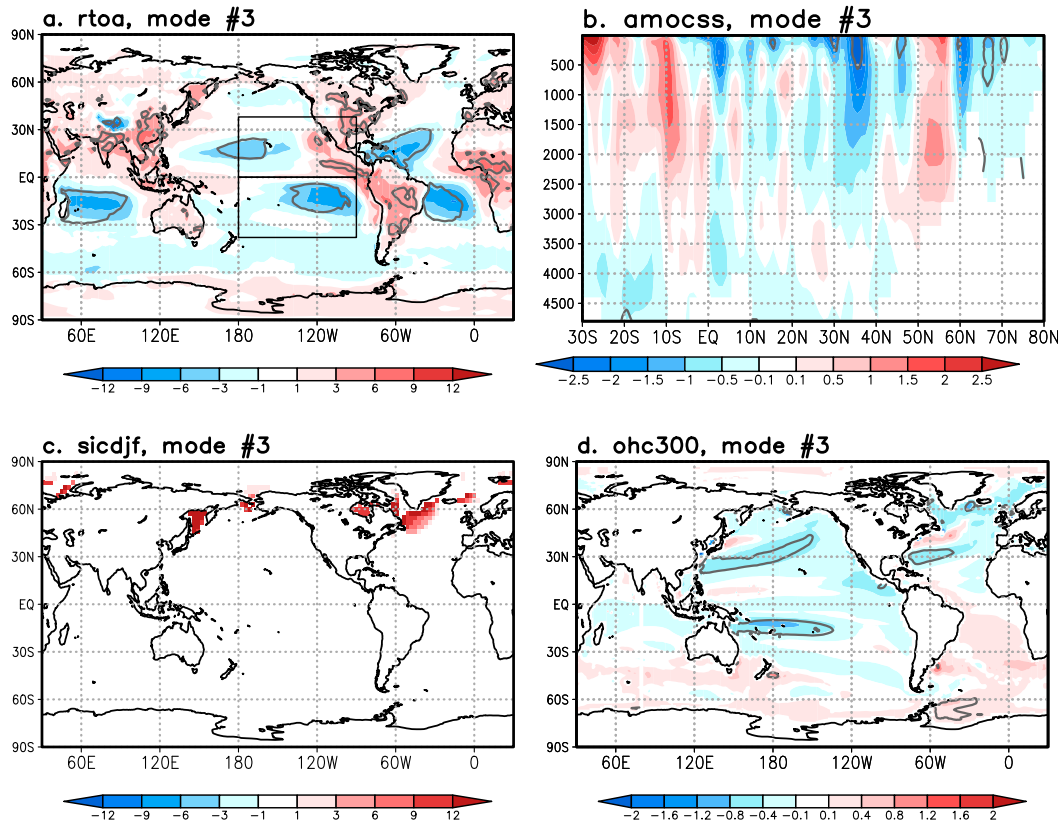 a. rtoa, mode #3
90N
60N
30N
EQ
30S
60S
90S
60E 120E 180 120W 60W 0
-12 -9 -6 -3 -1 1 3 6 9 12
b. amocss, mode #3
500
1000
1500
2000
2500
3000
3500
4000
4500
30S 20S 10S EQ 10N 20N 30N 40N 50N 60N 70N 80N
-2.5 -2 -1.5 -1 -0.5 -0.1 0.1 0.5 1 1.5 2 2.5
c. sicdjf, mode #3
90N
60N
30N
EQ
30S
60S
90S
60E 120E 180 120W 60W 0
-12 -9 -6 -3 -1 1 3 6 9 12
d. ohc300, mode #3
90N
60N
30N
EQ
30S
60S
90S
60E 120E 180 120W 60W 0
-2 -1.6 -1.2 -0.8 -0.4 -0.1 0.1 0.4 0.8 1.2 1.6 2